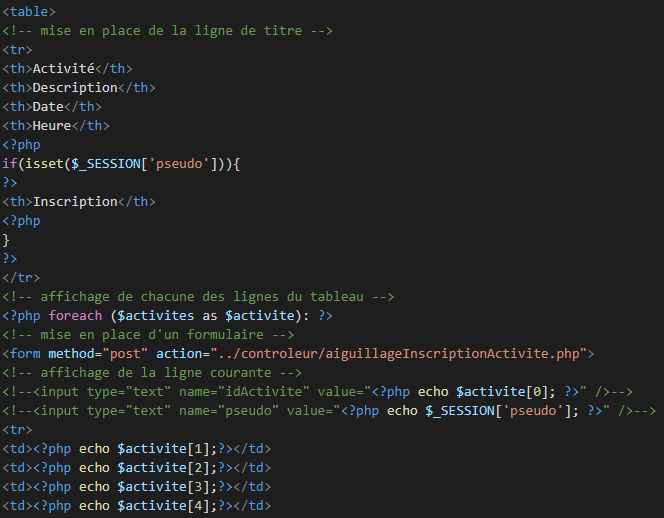 <table>
<!-- mise en place de la ligne de titre -->
<tr>
<th>Activité</th>
<th>Description</th>
<th>Date</th>
<th>Heure</th>
<?php
if(isset($_SESSION['pseudo'])){
?>
<th>Inscription</th>
<?php
}
?>
</tr>
<!-- affichage de chacune des lignes du tableau -->
<?php foreach ($activites as $activite): ?>
<!-- mise en place d'un formulaire -->
<form method="post" action="../controleur/aiguillageInscriptionActivite.php">
<!-- affichage de la ligne courante -->
<!--<input type="text" name="idActivite" value="<?php echo $activite[0]; ?>" />-->
<!--<input type="text" name="pseudo" value="<?php echo $_SESSION['pseudo']; ?>" />-->
<tr>
<td><?php echo $activite[1];?></td>
<td><?php echo $activite[2];?></td>
<td><?php echo $activite[3];?></td>
<td><?php echo $activite[4];?></td>